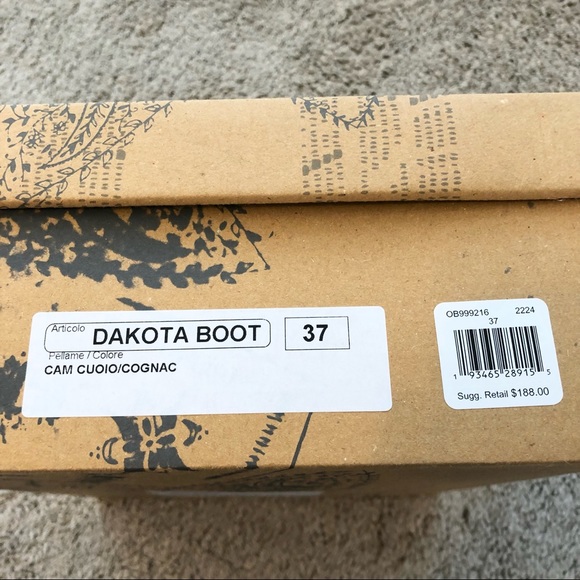 Articolo DAKOTA BOOT 37
Pellame / Colore
CAM CUOIO/COGNAC
OB999216 2224
37
1 93465 28915 5
Sugg. Retail $188.00